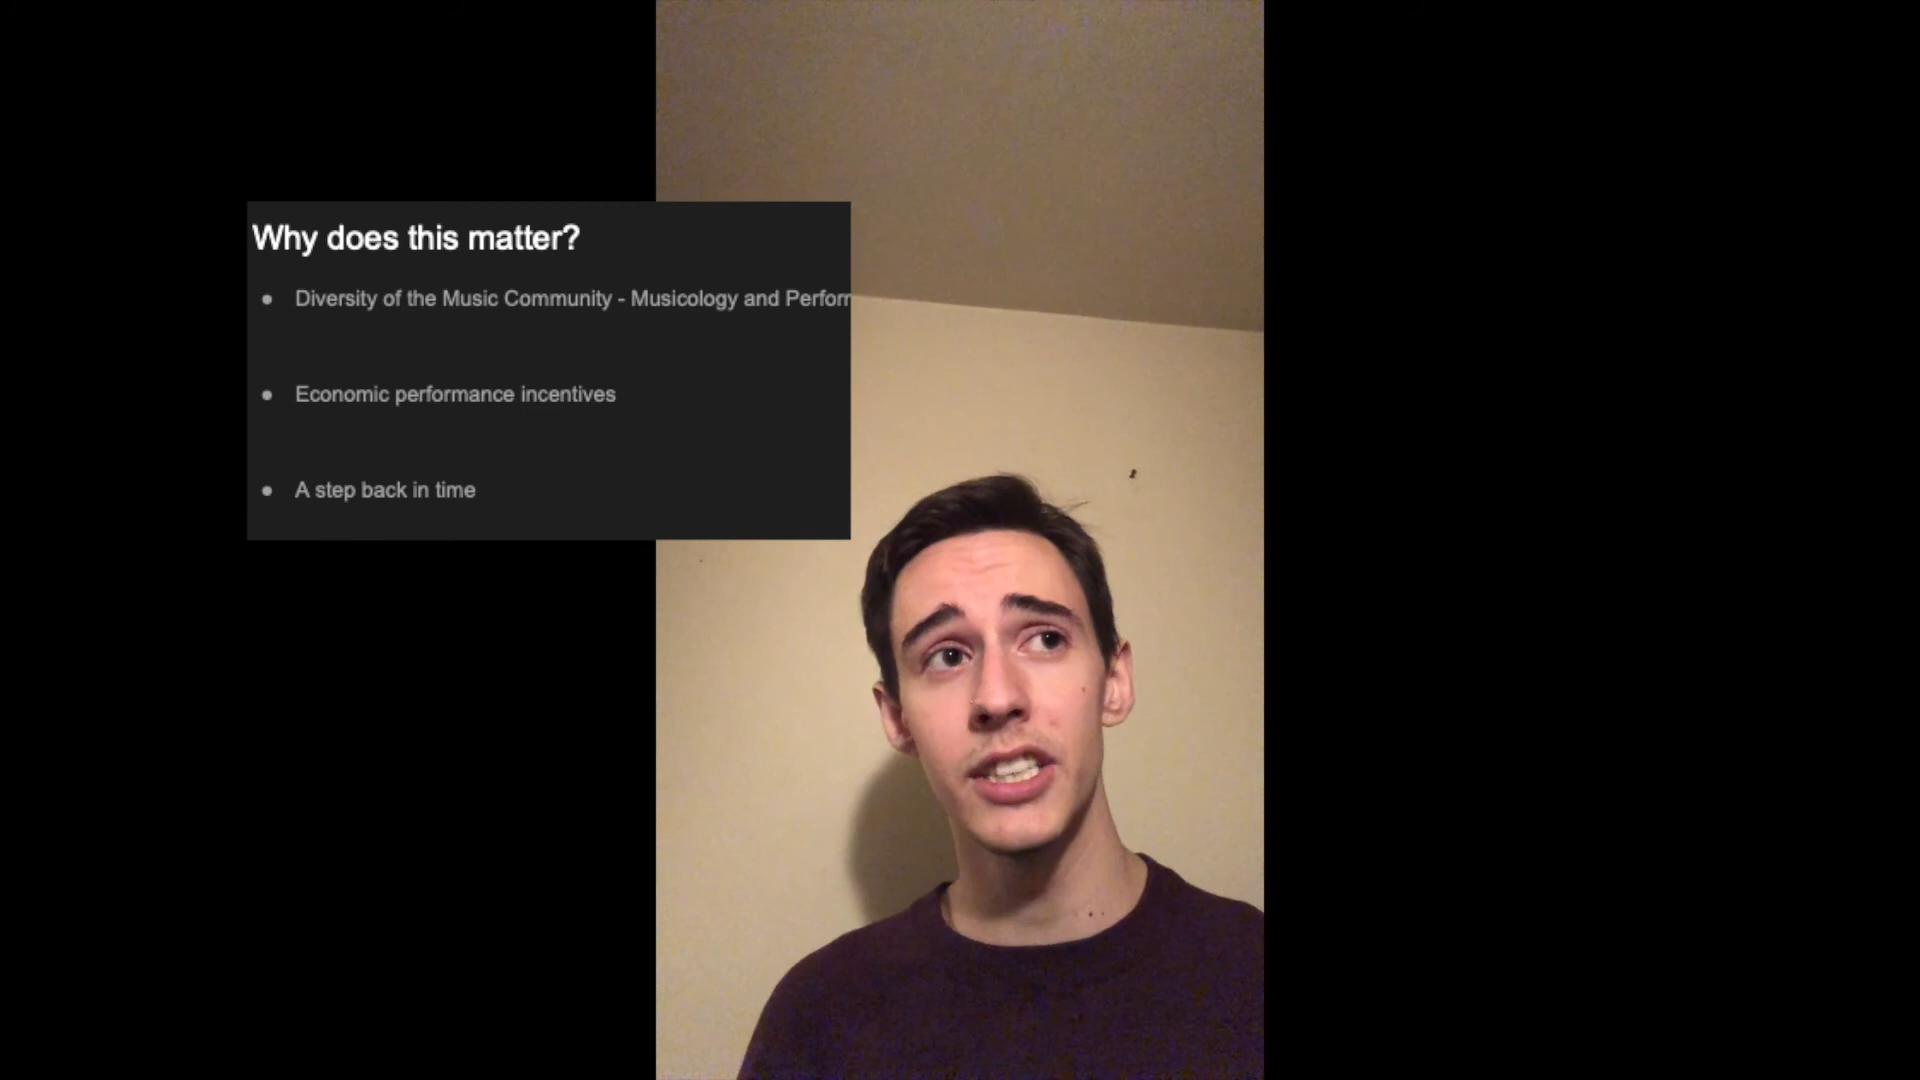 Why does this matter?
● Diversity of the Music Community - Musicology and Perfor
● Economic performance incentives
● A step back in time